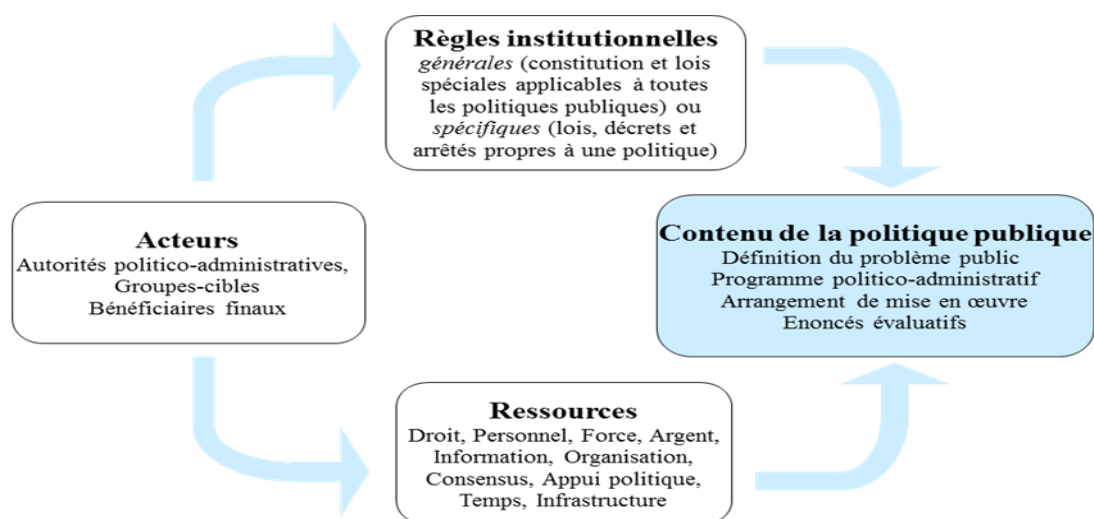 Règles institutionnelles
générales (constitution et lois
spéciales applicables à toutes
les politiques publiques) ou
spécifiques (lois, décrets et
arrêtés propres à une politique)
Acteurs
Autorités politico-administratives,
Groupes-cibles
Bénéficiaires finaux
Contenu de la politique publique
Définition du problème public
Programme politico-administratif
Arrangement de mise en œuvre
Enoncés évaluatifs
Ressources
Droit, Personnel, Force, Argent,
Information, Organisation,
Consensus, Appui politique,
Temps, Infrastructure